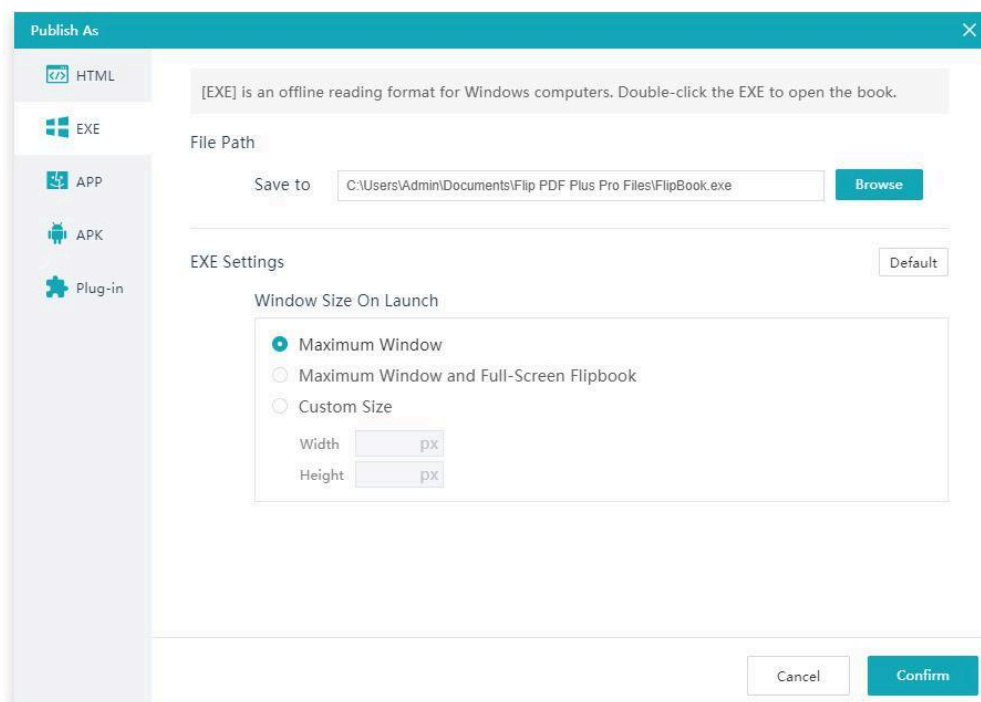 Publish As
HTML
EXE
APP
APK
Plug-in
[EXE] is an offline reading format for Windows computers. Double-click the EXE to open the book.
File Path
Save to C:\Users\Admin\Documents\Flip PDF Plus Pro Files\FlipBook.exe Browse
EXE Settings Default
Window Size On Launch
Maximum Window
Maximum Window and Full-Screen Flipbook
Custom Size
Width px
Height px
Cancel Confirm